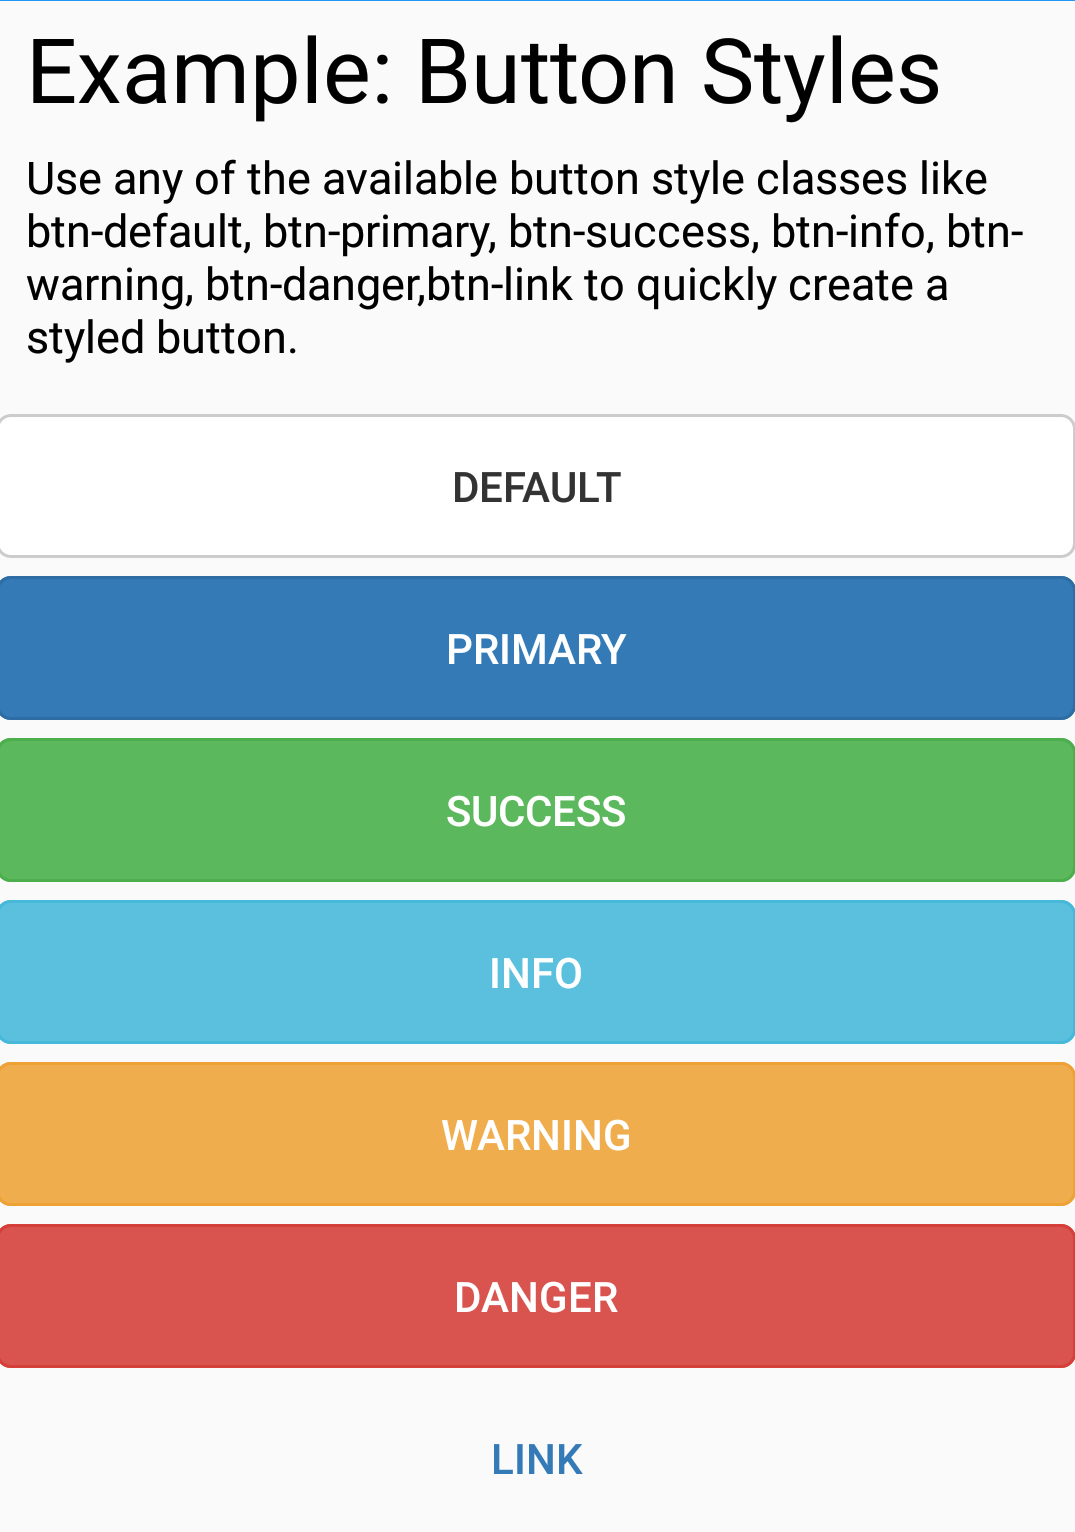 Example: Button Styles
Use any of the available button style classes like
btn-default, btn-primary, btn-success, btn-info, btn-
warning, btn-danger,btn-link to quickly create a
styled button.
DEFAULT
PRIMARY
SUCCESS
INFO
WARNING
DANGER
LINK